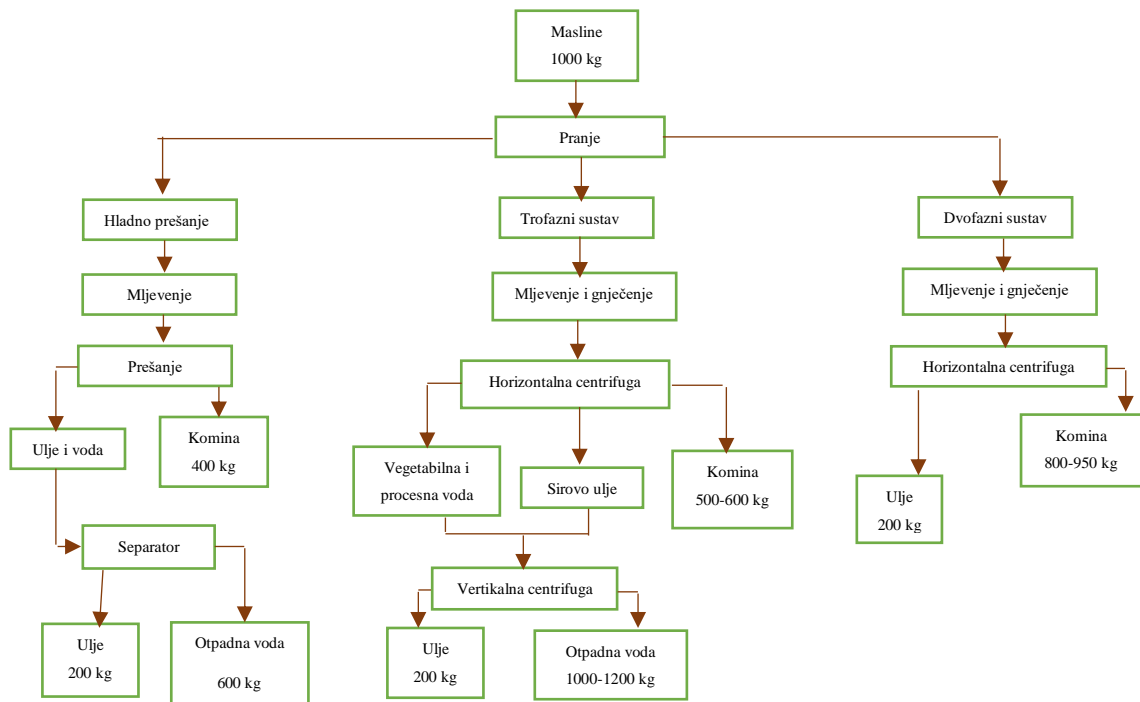 Masline
1000 kg
Pranje
Hladno prešanje
Trofazni sustav
Dvofazni sustav
Mljevenje
Mljevenje i gnječenje
Mljevenje i gnječenje
Prešanje
Horizontalna centrifuga
Horizontalna centrifuga
Ulje i voda
Komina
400 kg
Vegetabilna i
procesna voda
Sirovo ulje
Komina
500-600 kg
Ulje
200 kg
Komina
800-950 kg
Separator
Vertikalna centrifuga
Ulje
200 kg
Otpadna voda
600 kg
Ulje
200 kg
Otpadna voda
1000-1200 kg